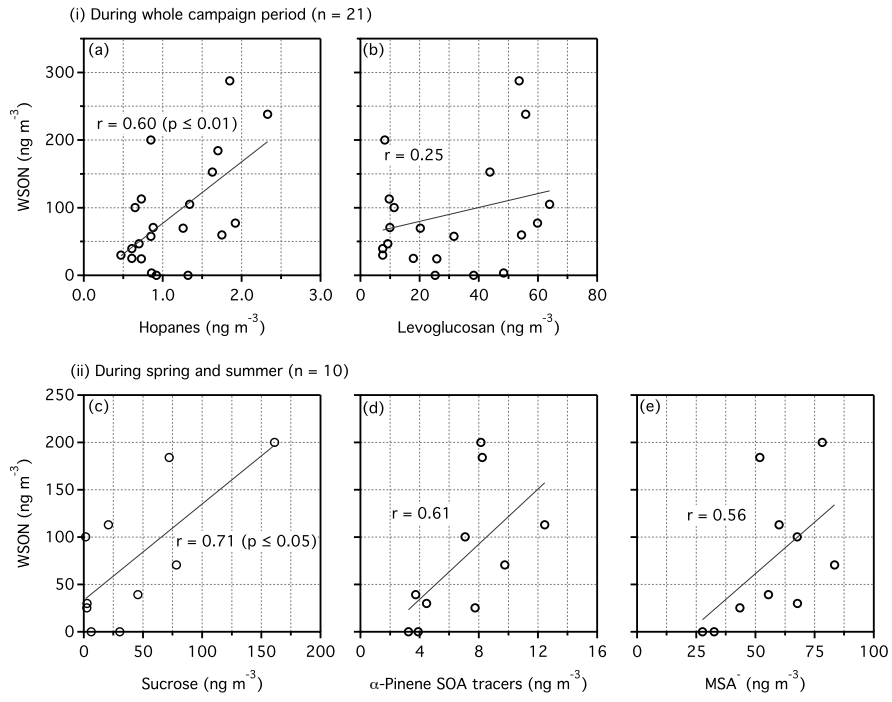 (i) During whole campaign period (n = 21)
(a)
(b)
300
200
100
0
WSON (ng m-3)
r = 0.60 (p ≤ 0.01)
r = 0.25
0.0 1.0 2.0 3.0
0 20 40 60 80
Hopanes (ng m-3)
Levoglucosan (ng m-3)
(ii) During spring and summer (n = 10)
(c)
(d)
(e)
250
200
150
100
50
0
WSON (ng m-3)
r = 0.71 (p ≤ 0.05)
r = 0.61
r = 0.56
0 50 100 150 200
4 8 12 16
0 25 50 75 100
Sucrose (ng m-3)
α-Pinene SOA tracers (ng m-3)
MSA- (ng m-3)